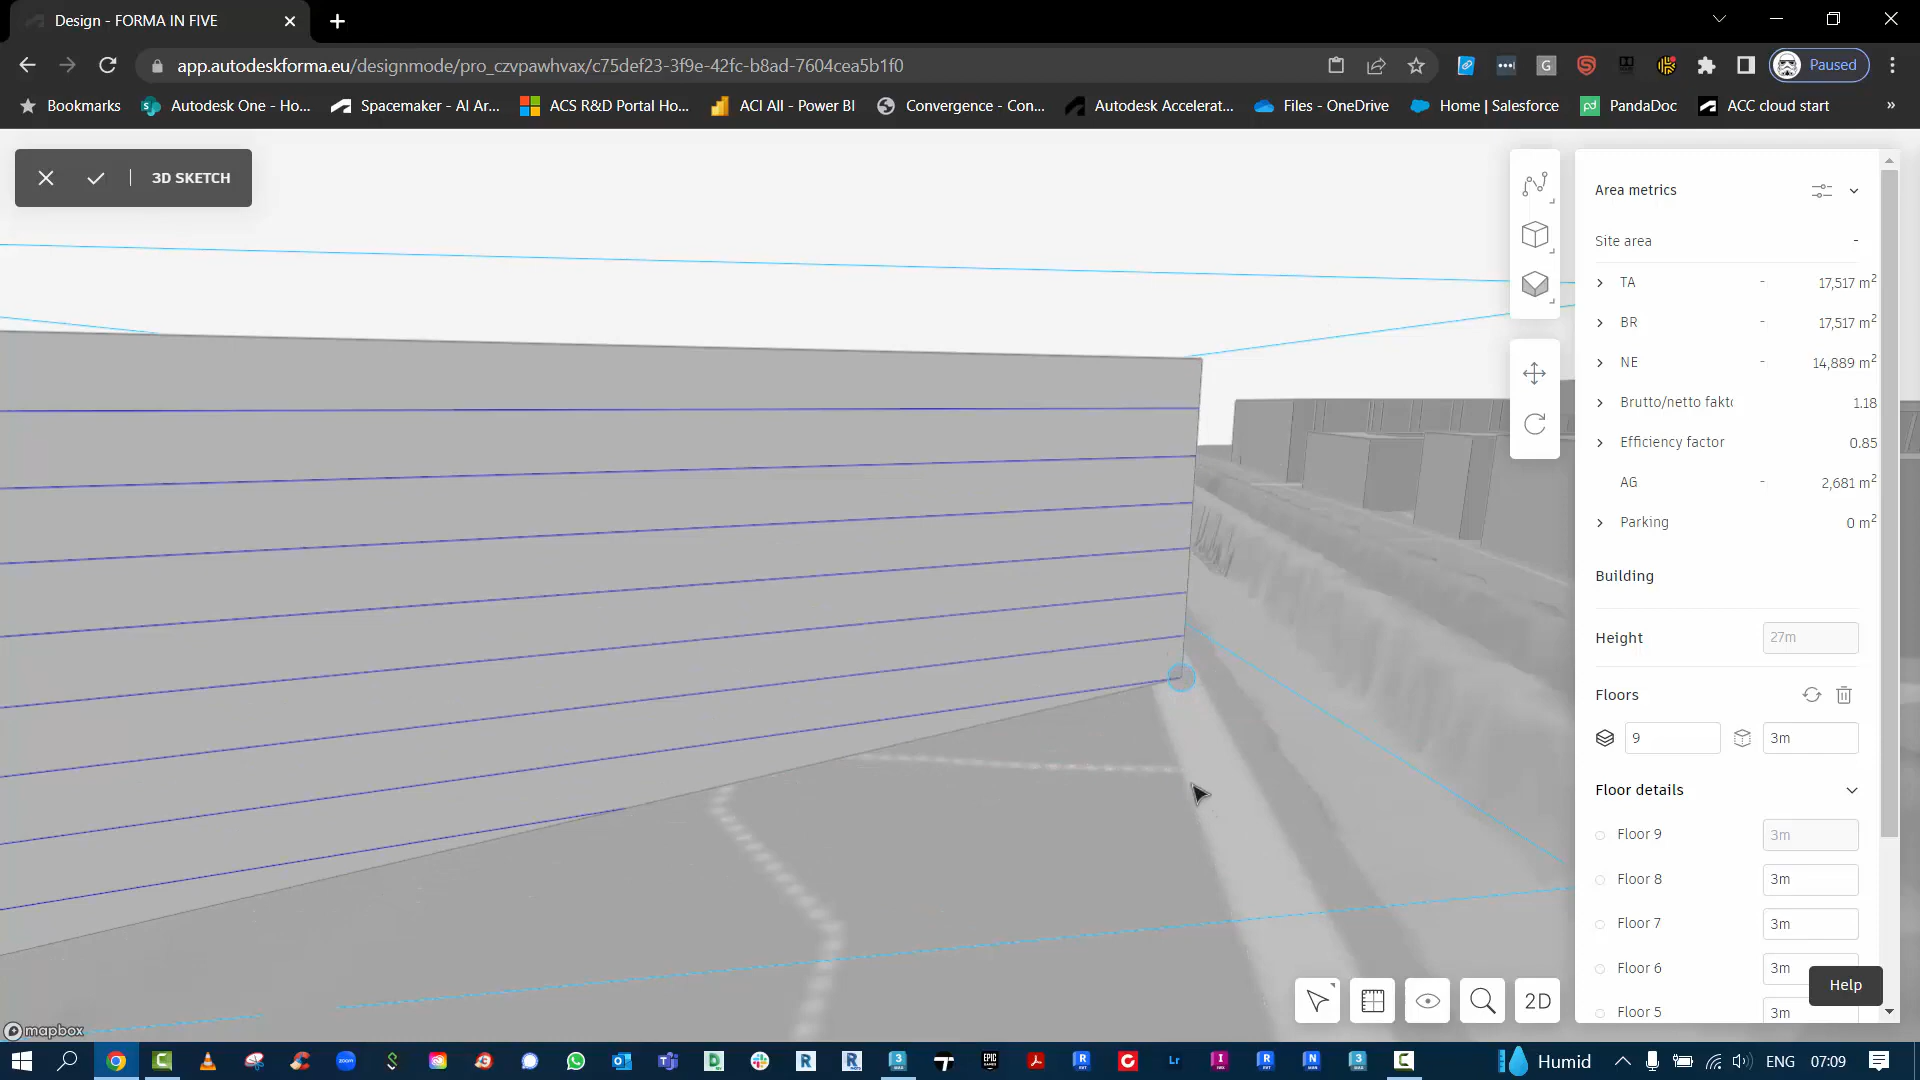 Design - FORMA IN FIVE
app.autodeskforma.eu/designmode/pro_czvpawhvax/c75def23-3f9e-42fc-b8ad-7604cea5b1f0
Paused
Bookmarks
Autodesk One - Ho...
Spacemaker - AI Ar...
ACS R&D Portal Ho...
ACI All - Power BI
Convergence - Con...
Autodesk Accelerat...
Files - OneDrive
Home | Salesforce
PandaDoc
ACC cloud start
3D SKETCH
Area metrics
Site area -
TA - 17,517 m²
BR - 17,517 m²
NE - 14,889 m²
Brutto/netto fakto 1.18
Efficiency factor 0.85
AG - 2,681 m²
Parking 0 m²
Building
Height 27m
Floors
9 3m
Floor details
Floor 9 3m
Floor 8 3m
Floor 7 3m
Floor 6 3m
Floor 5 3m
Help
2D
mapbox
Humid
ENG
07:09